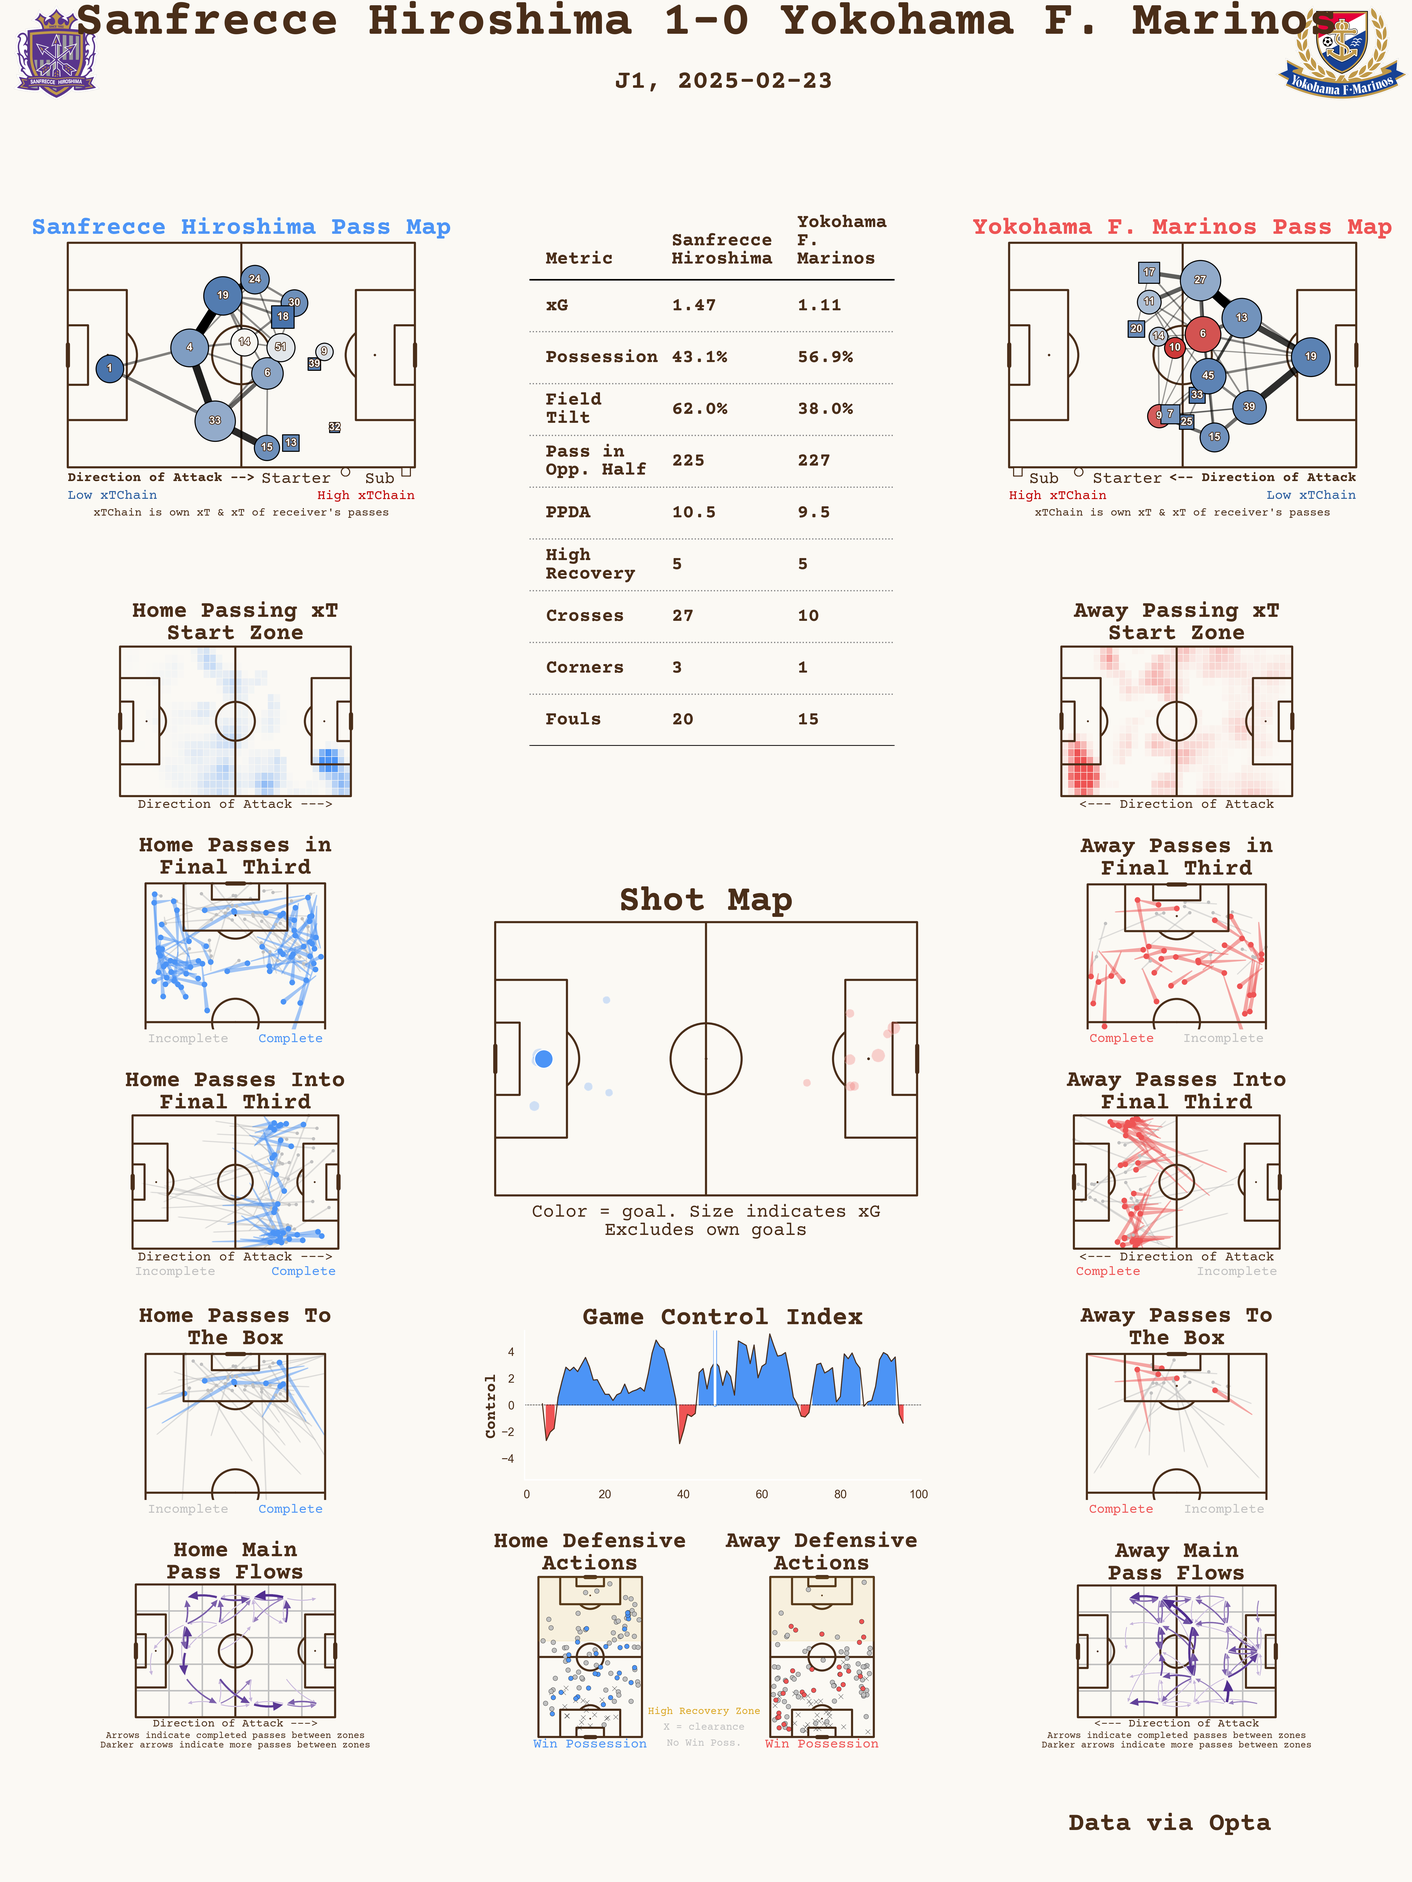 Sanfrecce Hiroshima 1-0 Yokohama F. Marinos
J1, 2025-02-23
SANFRECCE HIROSHIMA
Yokohama F·Marinos
Sanfrecce Hiroshima Pass Map
24
19
30
18
14
51
4
9
39
1
6
33
32
15
13
Direction of Attack --> Starter Sub
Low xTChain High xTChain
xTChain is own xT & xT of receiver's passes
Metric Sanfrecce Hiroshima Yokohama F. Marinos
xG 1.47 1.11
Possession 43.1% 56.9%
Field Tilt 62.0% 38.0%
Pass in Opp. Half 225 227
PPDA 10.5 9.5
High Recovery 5 5
Crosses 27 10
Corners 3 1
Fouls 20 15
Yokohama F. Marinos Pass Map
17
27
11
13
20
14
6
10
19
45
33
39
9
7
25
15
Sub Starter <-- Direction of Attack
High xTChain Low xTChain
xTChain is own xT & xT of receiver's passes
Home Passing xT
Start Zone
Direction of Attack --->
Away Passing xT
Start Zone
<--- Direction of Attack
Home Passes in
Final Third
Incomplete Complete
Away Passes in
Final Third
Complete Incomplete
Shot Map
Color = goal. Size indicates xG
Excludes own goals
Home Passes Into
Final Third
Direction of Attack --->
Incomplete Complete
Away Passes Into
Final Third
<--- Direction of Attack
Complete Incomplete
Game Control Index
Control
4
2
0
−2
−4
0 20 40 60 80 100
Home Passes To
The Box
Incomplete Complete
Away Passes To
The Box
Complete Incomplete
Home Main
Pass Flows
Direction of Attack --->
Arrows indicate completed passes between zones
Darker arrows indicate more passes between zones
Home Defensive
Actions
Win Possession
Away Defensive
Actions
Win Possession
High Recovery Zone
X = clearance
No Win Poss.
Away Main
Pass Flows
<--- Direction of Attack
Arrows indicate completed passes between zones
Darker arrows indicate more passes between zones
Data via Opta